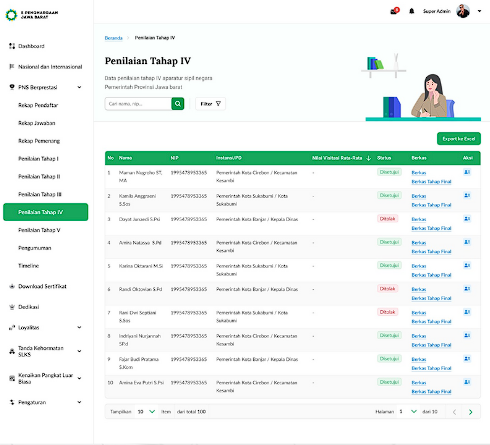 E PENGHARGAAN
JAWA BARAT
Super Admin
Dashboard
Nasional dan Internasional
PNS Berprestasi
Rekap Pendaftar
Rekap Jawaban
Rekap Pemenang
Penilaian Tahap I
Penilaian Tahap II
Penilaian Tahap III
Penilaian Tahap IV
Penilaian Tahap V
Pengumuman
Timeline
Download Sertifikat
Dedikasi
Loyalitas
Tanda Kehormatan
SLKS
Kenaikan Pangkat Luar
Biasa
Pengaturan
Beranda > Penilaian Tahap IV
Penilaian Tahap IV
Data penilaian tahap IV aparatur sipil negara
Pemerintah Provinsi Jawa barat
Cari nama, nip...
Filter
Export ke Excel
No Nama NIP Instansi/PD Nilai Visitasi Rata-Rata Status Berkas Aksi
1 Maman Nugroho ST, 1995478953365 Pemerintah Kota Cirebon / Kecamatan - Disetujui Berkas
MA Kesambi Berkas Tahap Final
2 Kamila Anggraeni 1995478953365 Pemerintah Kota Sukabumi / Kota - Disetujui Berkas
S.Sos Sukabumi Berkas Tahap Final
3 Dayat Junaedi S.Pd 1995478953365 Pemerintah Kota Banjar / Kepala Dinas - Ditolak Berkas
Berkas Tahap Final
4 Amira Natassa S.Pd 1995478953365 Pemerintah Kota Cirebon / Kecamatan - Disetujui Berkas
Kesambi Berkas Tahap Final
5 Karina Oktarani M.Si 1995478953365 Pemerintah Kota Sukabumi / Kota - Disetujui Berkas
Sukabumi Berkas Tahap Final
6 Randi Oktavian S.Pd 1995478953365 Pemerintah Kota Banjar / Kepala Dinas - Ditolak Berkas
Berkas Tahap Final
7 Rani Dwi Septiani 1995478953365 Pemerintah Kota Sukabumi / Kota - Ditolak Berkas
S.Kom Sukabumi Berkas Tahap Final
8 Indriyani Nurjannah 1995478953365 Pemerintah Kota Cirebon / Kecamatan - Disetujui Berkas
S.Pd Kesambi Berkas Tahap Final
9 Fajar Budi Pratama 1995478953365 Pemerintah Kota Banjar / Kepala Dinas - Disetujui Berkas
S.Kom Berkas Tahap Final
10 Amina Eva Putri S.Psi 1995478953365 Pemerintah Kota Cirebon / Kecamatan - Disetujui Berkas
Kesambi Berkas Tahap Final
Tampilkan 10 item dari total 100 Halaman 1 dari 10